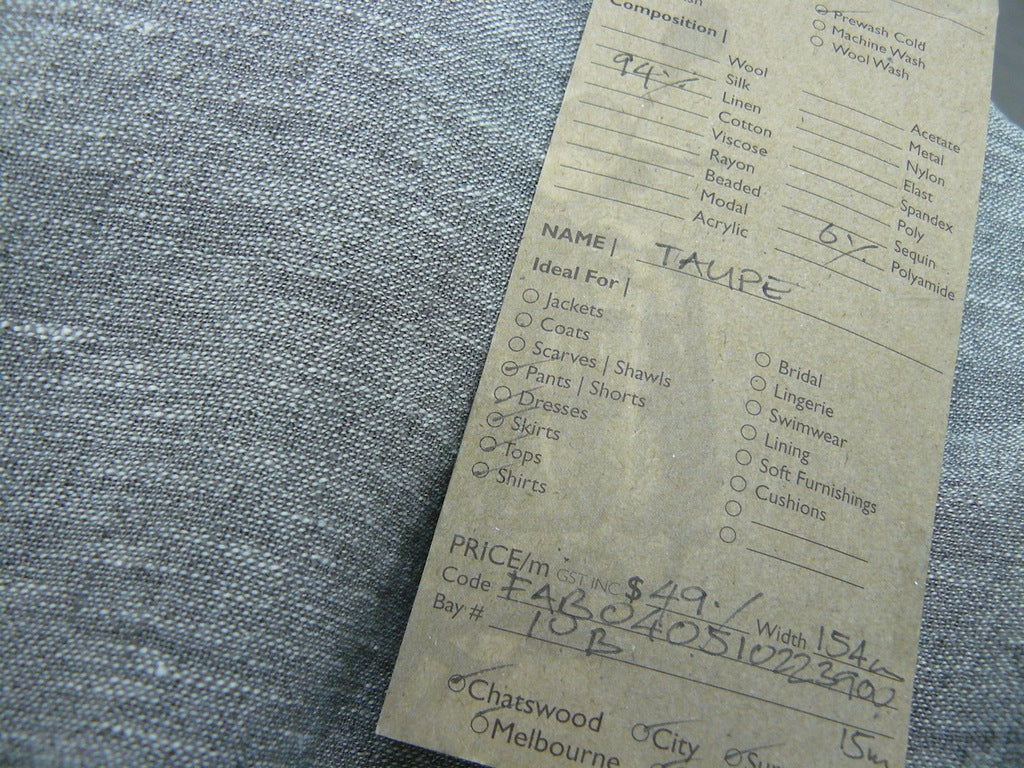 Prewash Cold
Machine Wash
Wool Wash
Composition |
Wool
94% Silk
Linen
Cotton
Viscose
Rayon
Beaded
Modal
Acrylic
Acetate
Metal
Nylon
Elast
Spandex
Poly
6% Sequin
Polyamide
NAME | TAUPE
Ideal For |
Jackets
Coats
Scarves | Shawls
Pants | Shorts
Dresses
Skirts
Tops
Shirts
Bridal
Lingerie
Swimwear
Lining
Soft Furnishings
Cushions
PRICE/m GST INC $49./ Width 154
Code FAB040510223900
Bay # 10B
15m
Chatswood
City
Melbourne